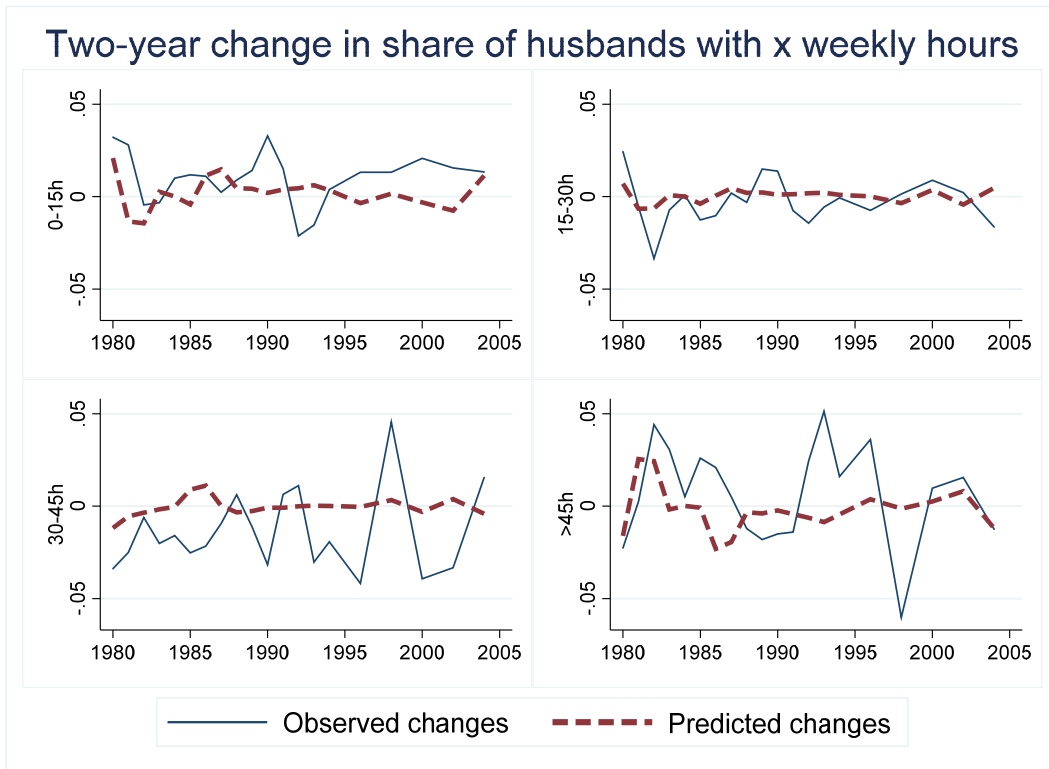 Two-year change in share of husbands with x weekly hours
0-15h
.05
0
-.05
1980 1985 1990 1995 2000 2005
15-30h
.05
0
-.05
1980 1985 1990 1995 2000 2005
30-45h
.05
0
-.05
1980 1985 1990 1995 2000 2005
>45h
.05
0
-.05
1980 1985 1990 1995 2000 2005
Observed changes Predicted changes